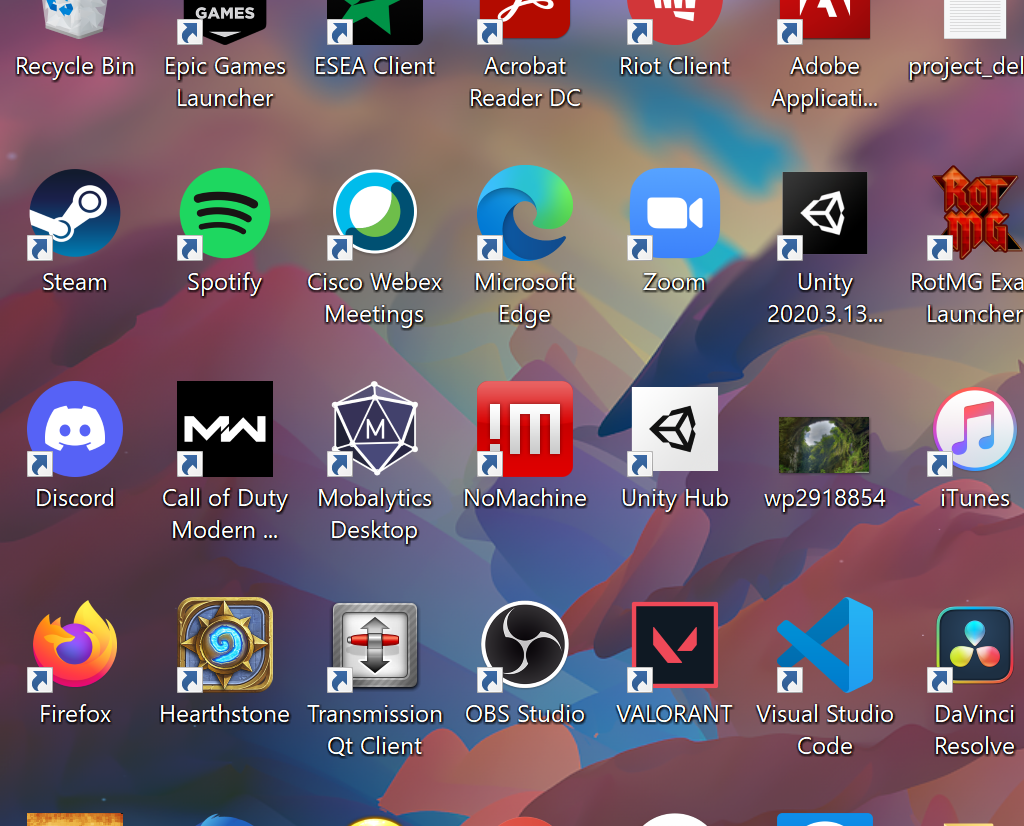 GAMES
Recycle Bin
Epic Games
Launcher
ESEA Client
Acrobat
Reader DC
Riot Client
Adobe
Applicati...
project_del
RotMG
Steam
Spotify
Cisco Webex
Meetings
Microsoft
Edge
Zoom
Unity
2020.3.13...
RotMG Exa
Launcher
MW
M
Discord
Call of Duty
Modern ...
Mobalytics
Desktop
NoMachine
Unity Hub
wp2918854
iTunes
Firefox
Hearthstone
Transmission
Qt Client
OBS Studio
VALORANT
Visual Studio
Code
DaVinci
Resolve